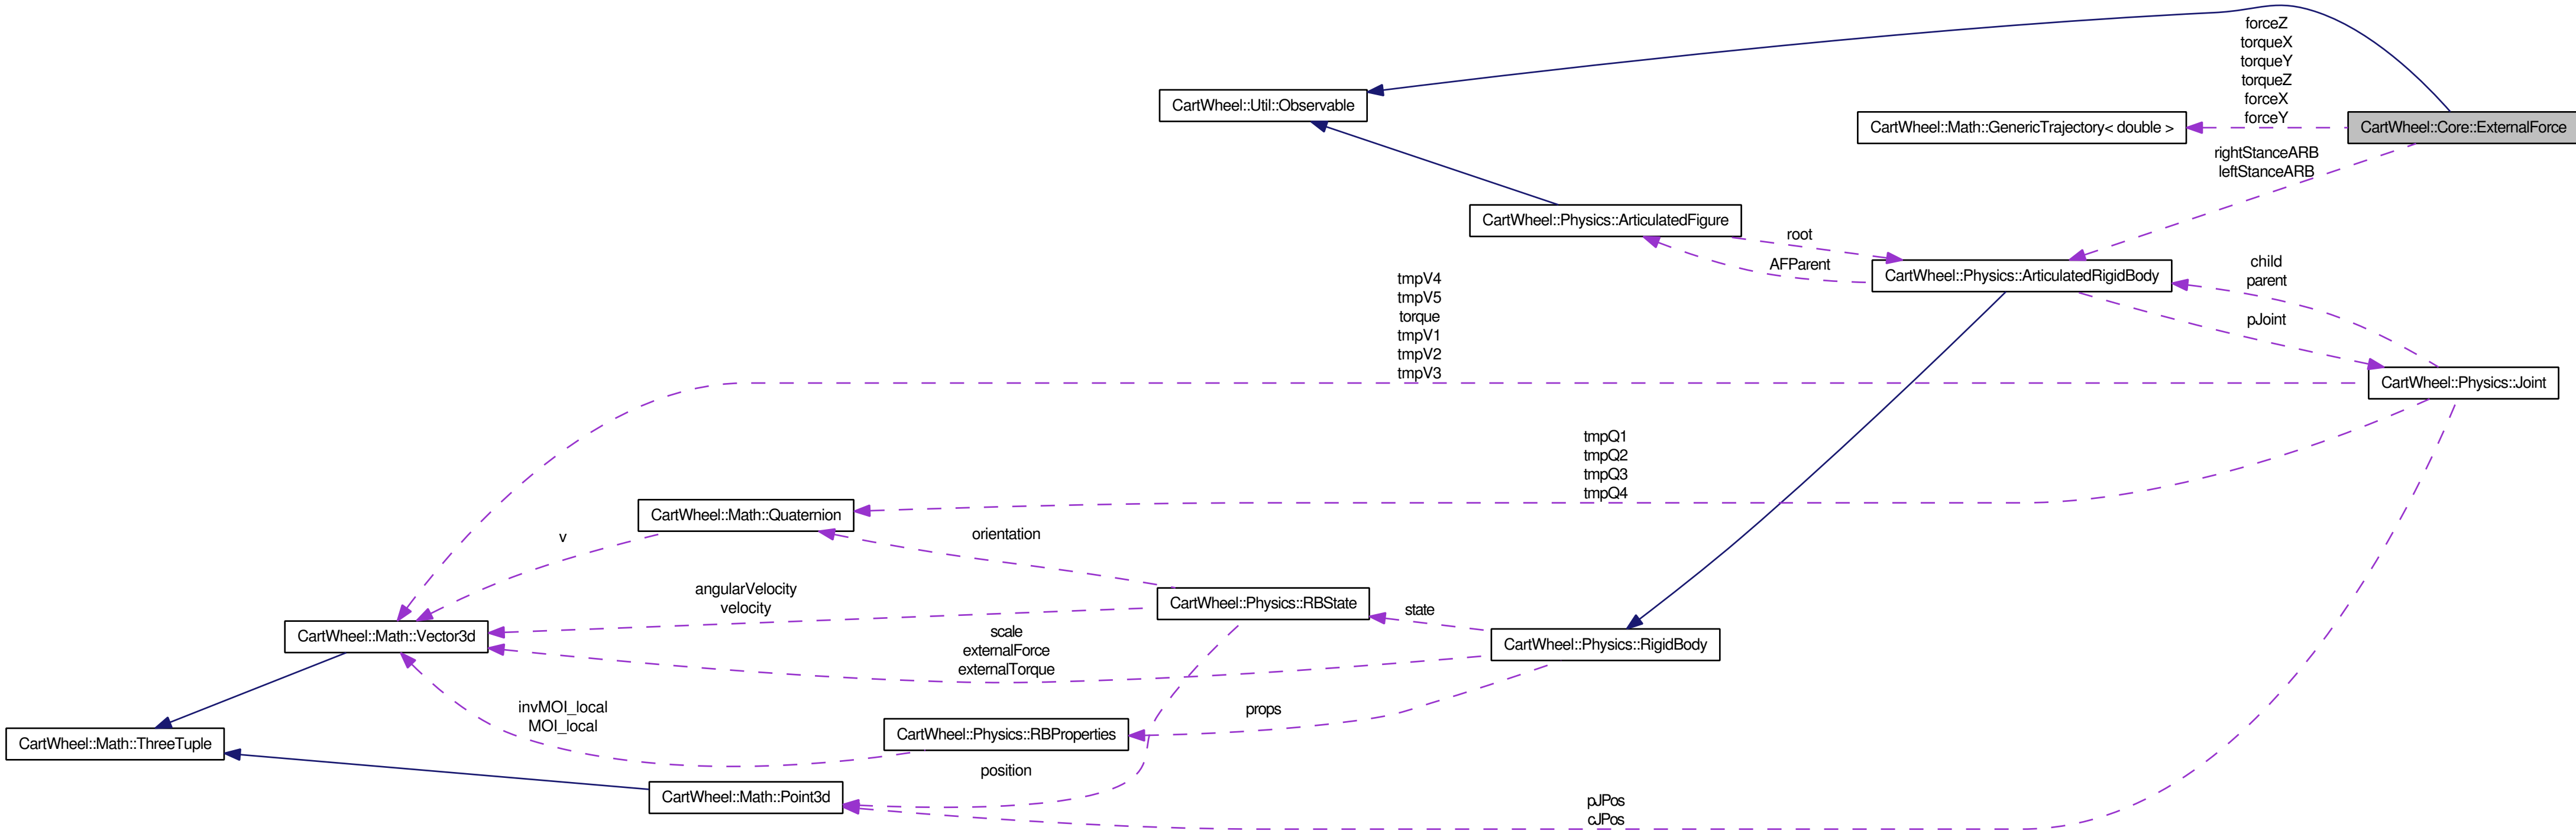 forceZ
torqueX
torqueY
torqueZ
forceX
forceY
CartWheel::Util::Observable
CartWheel::Math::GenericTrajectory< double >
CartWheel::Core::ExternalForce
rightStanceARB
leftStanceARB
CartWheel::Physics::ArticulatedFigure
root
AFParent
CartWheel::Physics::ArticulatedRigidBody
child
parent
pJoint
tmpV4
tmpV5
torque
tmpV1
tmpV2
tmpV3
CartWheel::Physics::Joint
tmpQ1
tmpQ2
tmpQ3
tmpQ4
CartWheel::Math::Quaternion
v
orientation
angularVelocity
velocity
CartWheel::Physics::RBState
state
CartWheel::Math::Vector3d
scale
externalForce
externalTorque
CartWheel::Physics::RigidBody
invMOI_local
MOI_local
props
CartWheel::Physics::RBProperties
CartWheel::Math::ThreeTuple
position
CartWheel::Math::Point3d
pJPos
cJPos